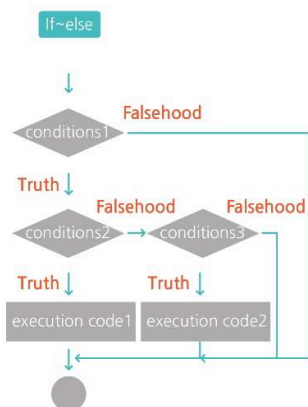 If~else
Falsehood
conditions1
Truth
Falsehood
Falsehood
conditions2
conditions3
Truth
Truth
execution code1
execution code2